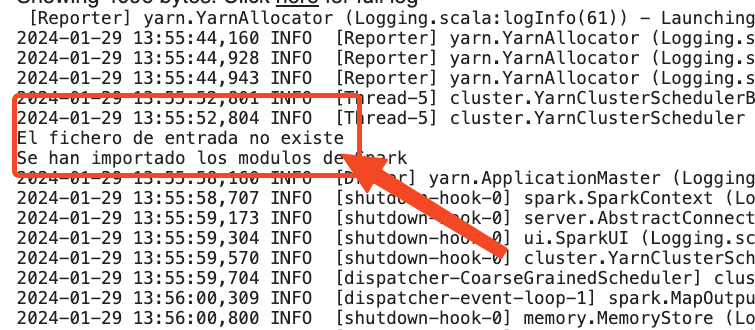 Showing 4096 bytes. Click here for full log
[Reporter] yarn.YarnAllocator (Logging.scala:logInfo(61)) - Launching
2024-01-29 13:55:44,160 INFO [Reporter] yarn.YarnAllocator (Logging.s
2024-01-29 13:55:44,928 INFO [Reporter] yarn.YarnAllocator (Logging.s
2024-01-29 13:55:44,943 INFO [Reporter] yarn.YarnAllocator (Logging.s
2024-01-29 13:55:52,801 INFO [Thread-5] cluster.YarnClusterSchedulerB
2024-01-29 13:55:52,804 INFO [Thread-5] cluster.YarnClusterScheduler
El fichero de entrada no existe
Se han importado los modulos de Spark
2024-01-29 13:55:58,160 INFO [Driver] yarn.ApplicationMaster (Logging
2024-01-29 13:55:58,707 INFO [shutdown-hook-0] spark.SparkContext (Lo
2024-01-29 13:55:59,173 INFO [shutdown-hook-0] server.AbstractConnect
2024-01-29 13:55:59,304 INFO [shutdown-hook-0] ui.SparkUI (Logging.sc
2024-01-29 13:55:59,570 INFO [shutdown-hook-0] cluster.YarnClusterSch
2024-01-29 13:55:59,704 INFO [dispatcher-CoarseGrainedScheduler] clus
2024-01-29 13:56:00,309 INFO [dispatcher-event-loop-1] spark.MapOutpu
2024-01-29 13:56:00,800 INFO [shutdown-hook-0] memory.MemoryStore (Lo